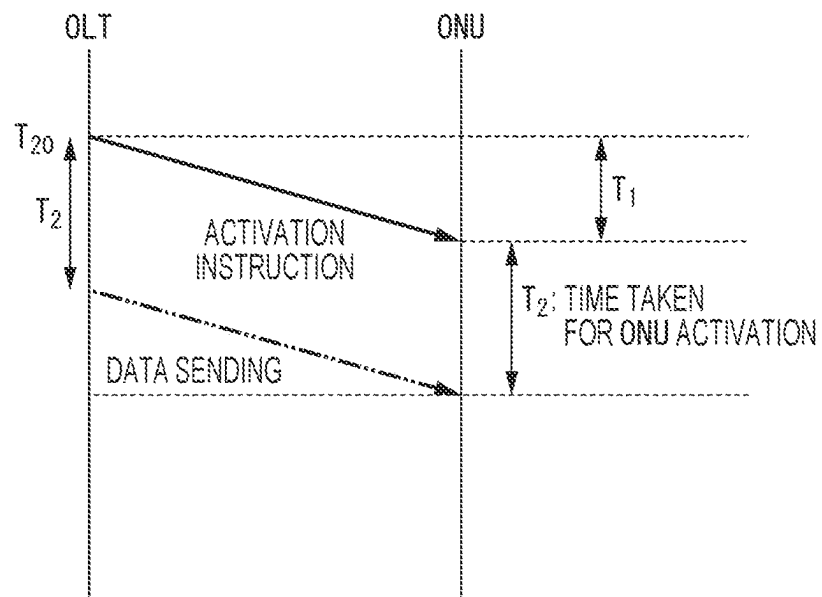 OLT
ONU
T20
T2
T1
ACTIVATION
INSTRUCTION
T2: TIME TAKEN
FOR ONU ACTIVATION
DATA SENDING